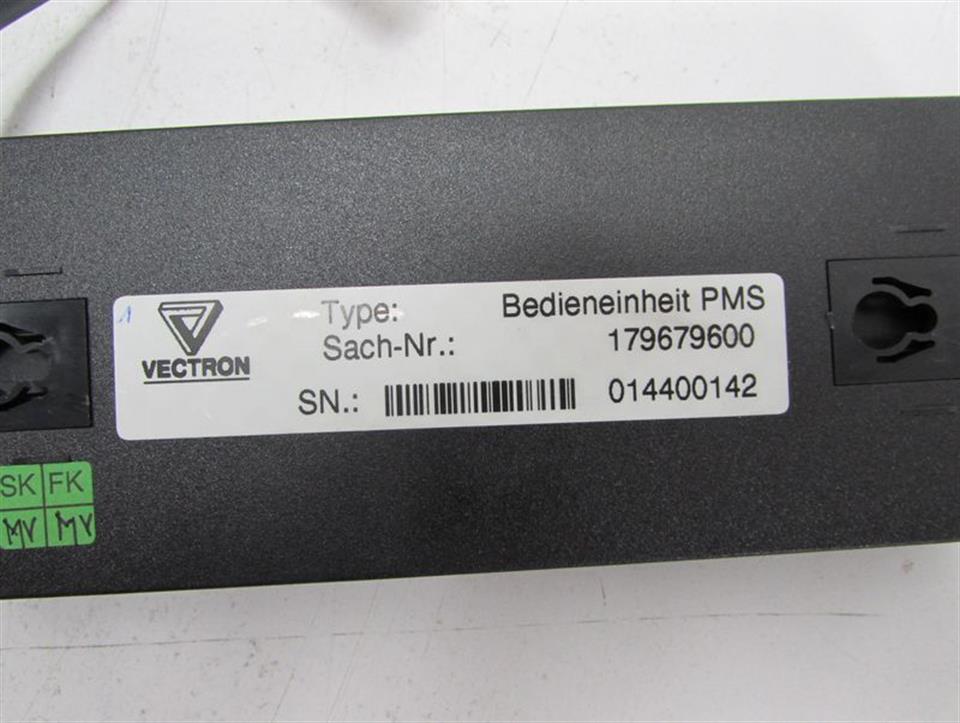 VECTRON
Type: Bedieneinheit PMS
Sach-Nr.: 179679600
SN.: 014400142
SK FK
MV MV